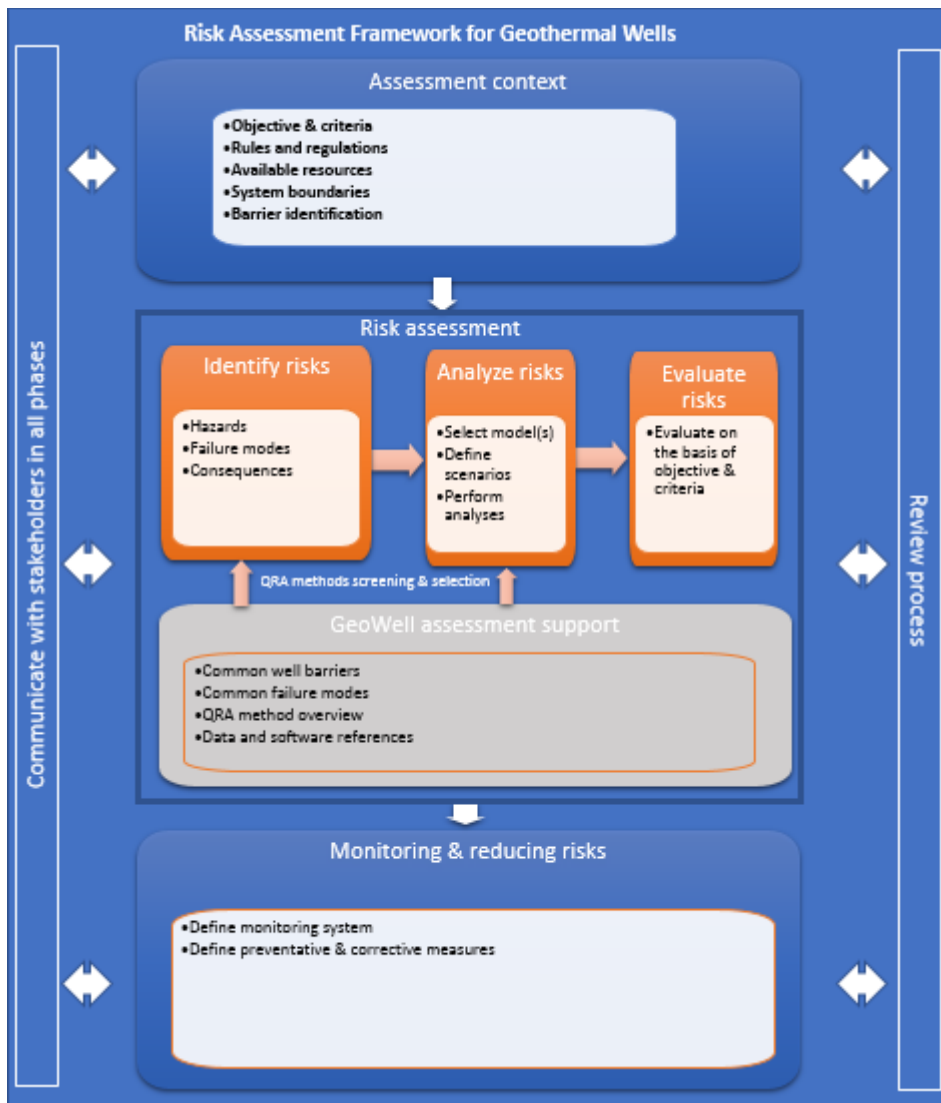 Risk Assessment Framework for Geothermal Wells
Communicate with stakeholders in all phases
Assessment context
•Objective & criteria
•Rules and regulations
•Available resources
•System boundaries
•Barrier identification
Risk assessment
Identify risks
•Hazards
•Failure modes
•Consequences
Analyze risks
•Select model(s)
•Define
scenarios
•Perform
analyses
Evaluate
risks
•Evaluate on
the basis of
objective &
criteria
QRA methods screening & selection
GeoWell assessment support
•Common well barriers
•Common failure modes
•QRA method overview
•Data and software references
Monitoring & reducing risks
•Define monitoring system
•Define preventative & corrective measures
Review process